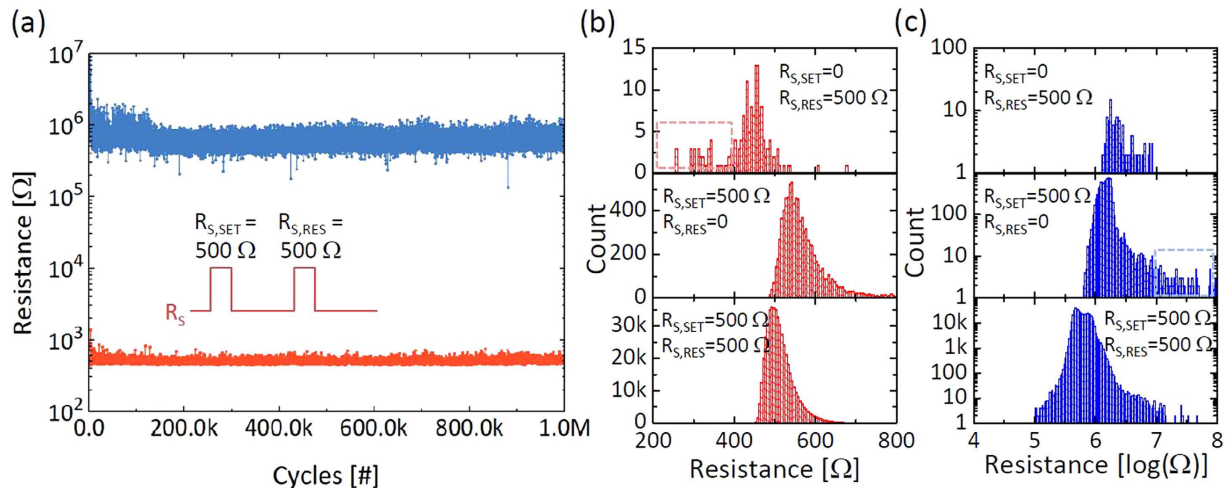 (a)
10^7
10^6
10^5
10^4
10^3
10^2
Resistance [Ω]
R_S,SET =
500 Ω
R_S,RES =
500 Ω
R_S
0.0
200.0k
400.0k
600.0k
800.0k
1.0M
Cycles [#]
(b)
15
10
5
0
R_S,SET=0
R_S,RES=500 Ω
400
200
0
R_S,SET=500 Ω
R_S,RES=0
Count
30k
20k
10k
0
R_S,SET=500 Ω
R_S,RES=500 Ω
200
400
600
800
Resistance [Ω]
(c)
100
10
1
R_S,SET=0
R_S,RES=500 Ω
100
10
1
R_S,SET=500 Ω
R_S,RES=0
Count
10k
1k
100
10
1
R_S,SET=500 Ω
R_S,RES=500 Ω
4
5
6
7
8
Resistance [log(Ω)]